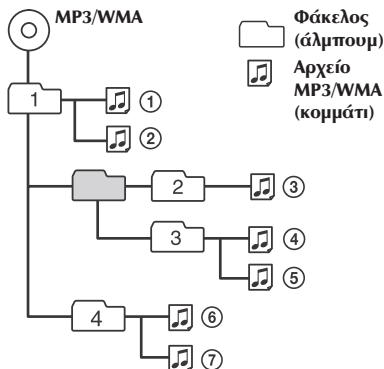 MP3/WMA
Φάκελος
(άλμπουμ)
Αρχείο
MP3/WMA
(κομμάτι)
1
①
②
2
③
3
④
⑤
4
⑥
⑦